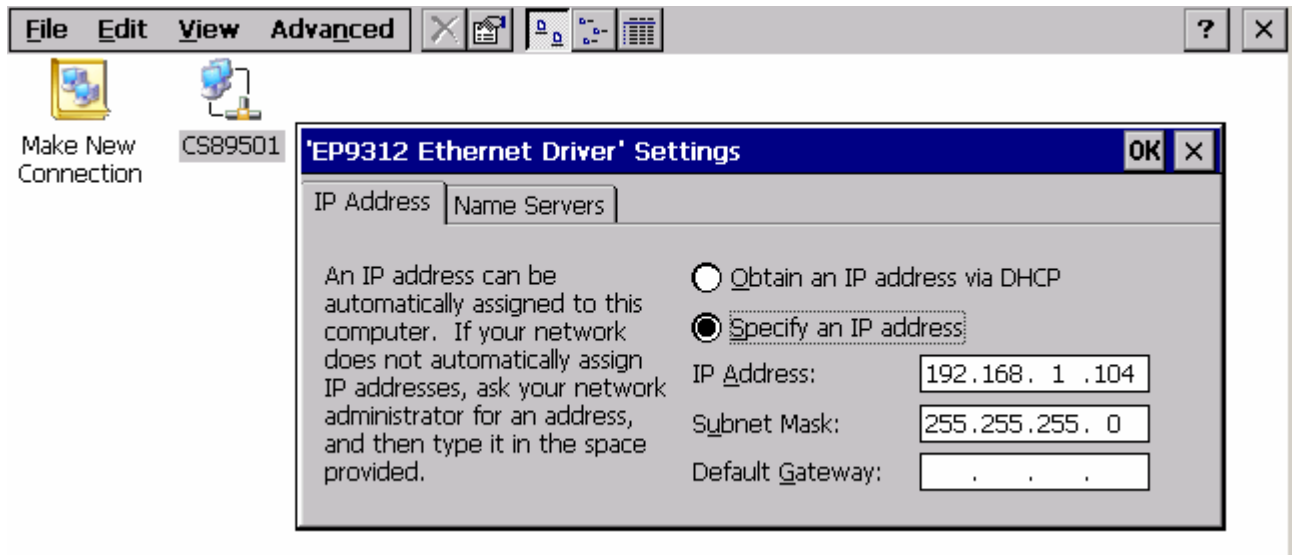 File Edit View Advanced ? ×
Make New
Connection
CS89501
'EP9312 Ethernet Driver' Settings OK ×
IP Address Name Servers
An IP address can be
automatically assigned to this
computer. If your network
does not automatically assign
IP addresses, ask your network
administrator for an address,
and then type it in the space
provided.
Obtain an IP address via DHCP
Specify an IP address
IP Address: 192.168. 1 .104
Subnet Mask: 255.255.255. 0
Default Gateway: . . .